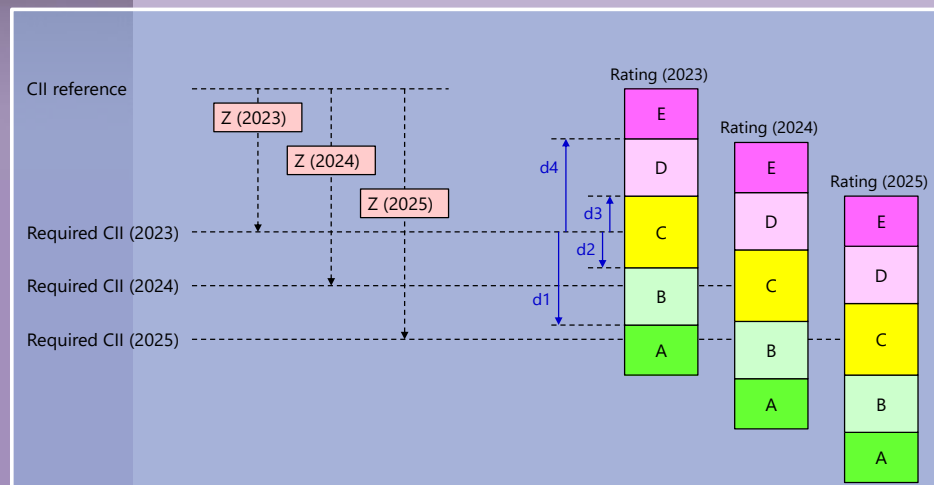 Rating (2023)
CII reference
E
Z (2023)
Rating (2024)
d4
D
E
Z (2024)
Rating (2025)
Z (2025)
d3
D
E
Required CII (2023)
C
d2
D
Required CII (2024)
C
B
d1
Required CII (2025)
C
A
B
A
B
A